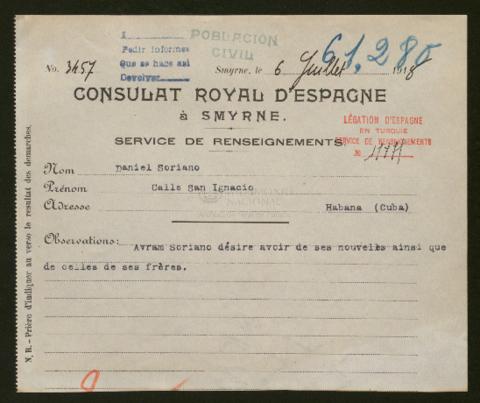 1
Pedir informes
Que se hace asi
Devolver
POBLACION
CIVIL
61,280
No. 3457
Smyrne, le 6 Juillet 1918
CONSULAT ROYAL D'ESPAGNE
à SMYRNE.
SERVICE DE RENSEIGNEMENTS
LÉGATION D'ESPAGNE
EN TURQUIE
SERVICE DE RENSEIGNEMENTS
№
Nom Daniel Soriano
Prénom Calle San Ignacio
Adresse Habana (Cuba)
Observations: Avram Soriano désire avoir de ses nouvelles ainsi que
de celles de ses frères.
N. B. - Prière d'indiquer au verso le resultat des demarches.